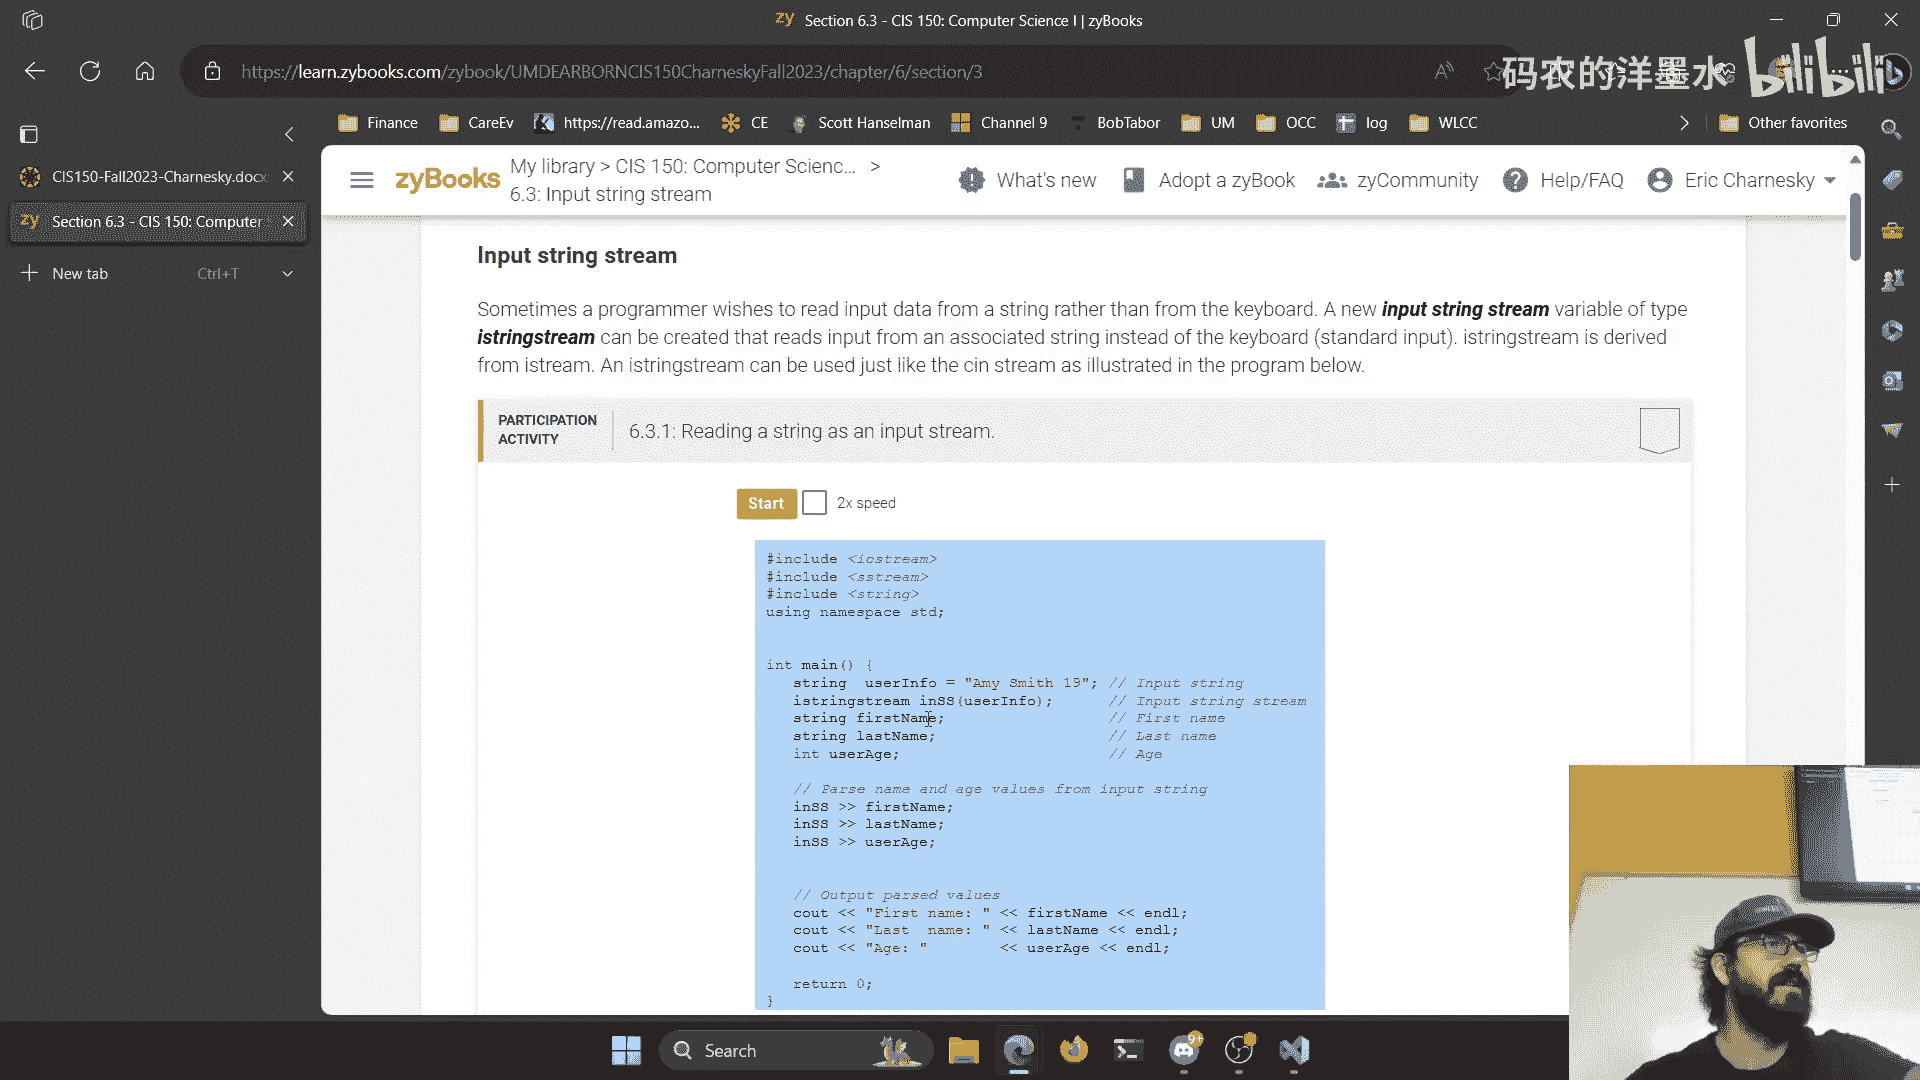 Section 6.3 - CIS 150: Computer Science I | zyBooks
https://learn.zybooks.com/zybook/UMDEARBORNCIS150CharneskyFall2023/chapter/6/section/3
码农的洋墨水 bilibili
Finance CareEv https://read.amazo... CE Scott Hanselman Channel 9 BobTabor UM OCC log WLCC Other favorites
CIS150-Fall2023-Charnesky.docx
Section 6.3 - CIS 150: Computer
New tab Ctrl+T
zyBooks My library > CIS 150: Computer Scienc... >
6.3: Input string stream
What's new Adopt a zyBook zyCommunity Help/FAQ Eric Charnesky
Input string stream
Sometimes a programmer wishes to read input data from a string rather than from the keyboard. A new input string stream variable of type
istringstream can be created that reads input from an associated string instead of the keyboard (standard input). istringstream is derived
from istream. An istringstream can be used just like the cin stream as illustrated in the program below.
PARTICIPATION
ACTIVITY
6.3.1: Reading a string as an input stream.
Start 2x speed
#include <iostream>
#include <sstream>
#include <string>
using namespace std;
int main() {
string userInfo = "Amy Smith 19"; // Input string
istringstream inSS(userInfo); // Input string stream
string firstName; // First name
string lastName; // Last name
int userAge; // Age
// Parse name and age values from input string
inSS >> firstName;
inSS >> lastName;
inSS >> userAge;
// Output parsed values
cout << "First name: " << firstName << endl;
cout << "Last  name: " << lastName << endl;
cout << "Age: " << userAge << endl;
return 0;
}
Search
9+